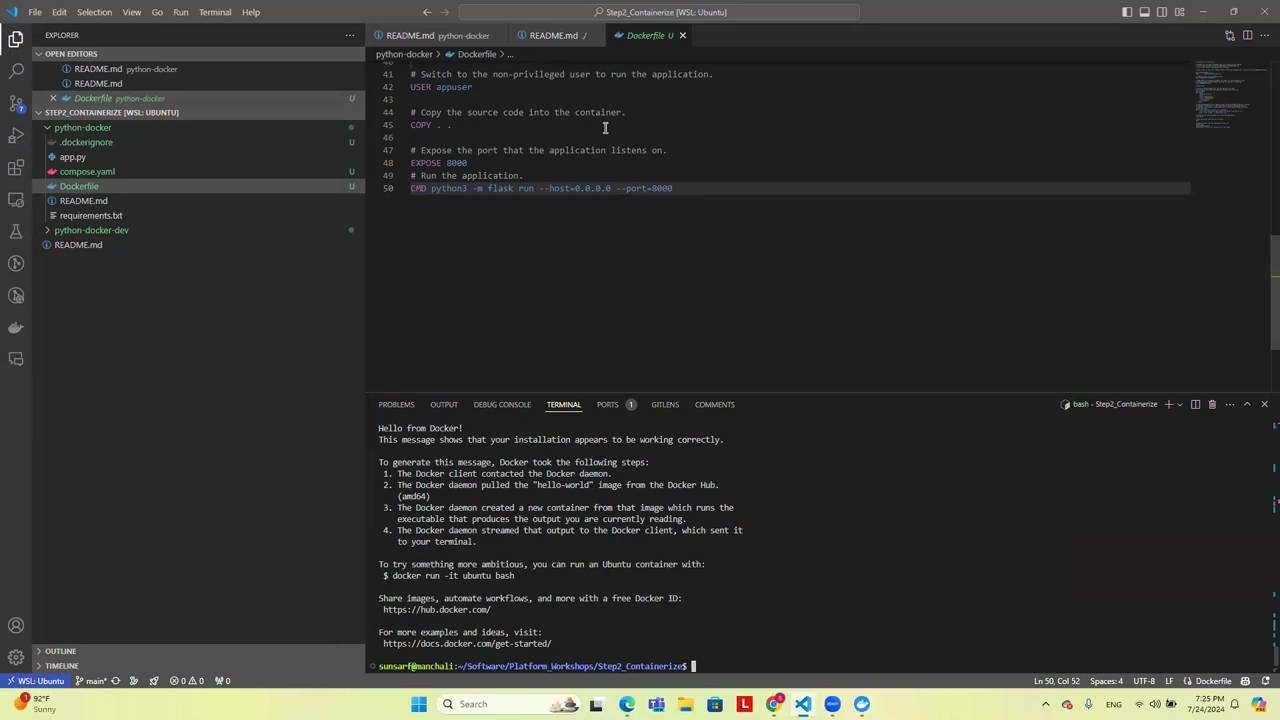 File Edit Selection View Go Run Terminal Help
Step2_Containerize [WSL: Ubuntu]
EXPLORER
OPEN EDITORS
README.md python-docker
README.md
Dockerfile python-docker U
STEP2_CONTAINERIZE [WSL: UBUNTU]
python-docker
.dockerignore U
app.py
compose.yaml U
Dockerfile U
README.md
requirements.txt
python-docker-dev
README.md
OUTLINE
TIMELINE
README.md python-docker README.md ./ Dockerfile U
python-docker > Dockerfile > ...
41 # Switch to the non-privileged user to run the application.
42 USER appuser
43
44 # Copy the source code into the container.
45 COPY . .
46
47 # Expose the port that the application listens on.
48 EXPOSE 8000
49 # Run the application.
50 CMD python3 -m flask run --host=0.0.0.0 --port=8000
PROBLEMS OUTPUT DEBUG CONSOLE TERMINAL PORTS 1 GITLENS COMMENTS
bash - Step2_Containerize
Hello from Docker!
This message shows that your installation appears to be working correctly.
To generate this message, Docker took the following steps:
1. The Docker client contacted the Docker daemon.
2. The Docker daemon pulled the "hello-world" image from the Docker Hub.
(amd64)
3. The Docker daemon created a new container from that image which runs the
executable that produces the output you are currently reading.
4. The Docker daemon streamed that output to the Docker client, which sent it
to your terminal.
To try something more ambitious, you can run an Ubuntu container with:
$ docker run -it ubuntu bash
Share images, automate workflows, and more with a free Docker ID:
https://hub.docker.com/
For more examples and ideas, visit:
https://docs.docker.com/get-started/
sunsarf@manchali:~/Software/Platform_Workshops/Step2_Containerize$
WSL: Ubuntu main* 0 0 0 Ln 50, Col 52 Spaces: 4 UTF-8 LF Dockerfile
92°F
Sunny
Search
7:25 PM
7/24/2024